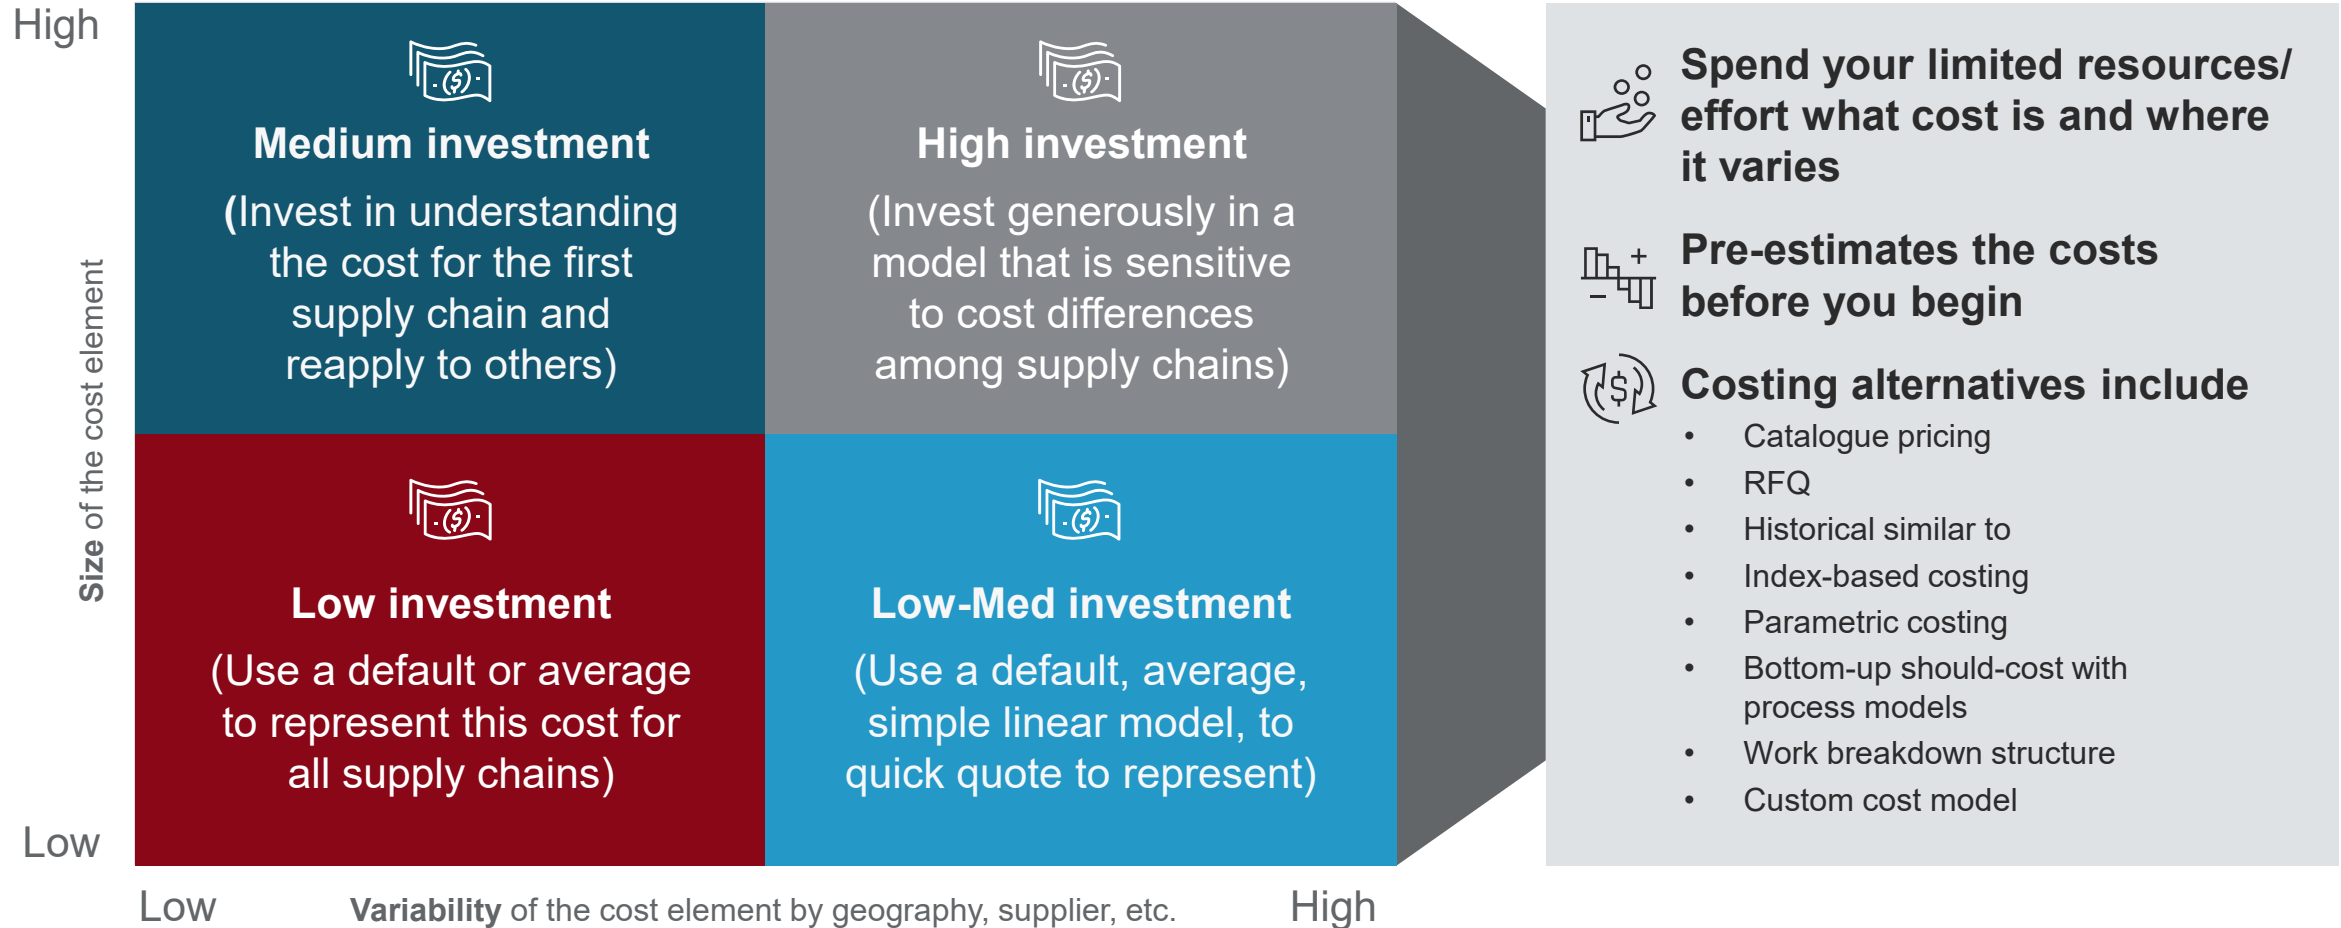 High
Medium investment
(Invest in understanding
the cost for the first
supply chain and
reapply to others)
High investment
(Invest generously in a
model that is sensitive
to cost differences
among supply chains)
Size of the cost element
Low investment
(Use a default or average
to represent this cost for
all supply chains)
Low-Med investment
(Use a default, average,
simple linear model, to
quick quote to represent)
Low
Low
Variability of the cost element by geography, supplier, etc.
High
Spend your limited resources/
effort what cost is and where
it varies
Pre-estimates the costs
before you begin
Costing alternatives include
• Catalogue pricing
• RFQ
• Historical similar to
• Index-based costing
• Parametric costing
• Bottom-up should-cost with
process models
• Work breakdown structure
• Custom cost model